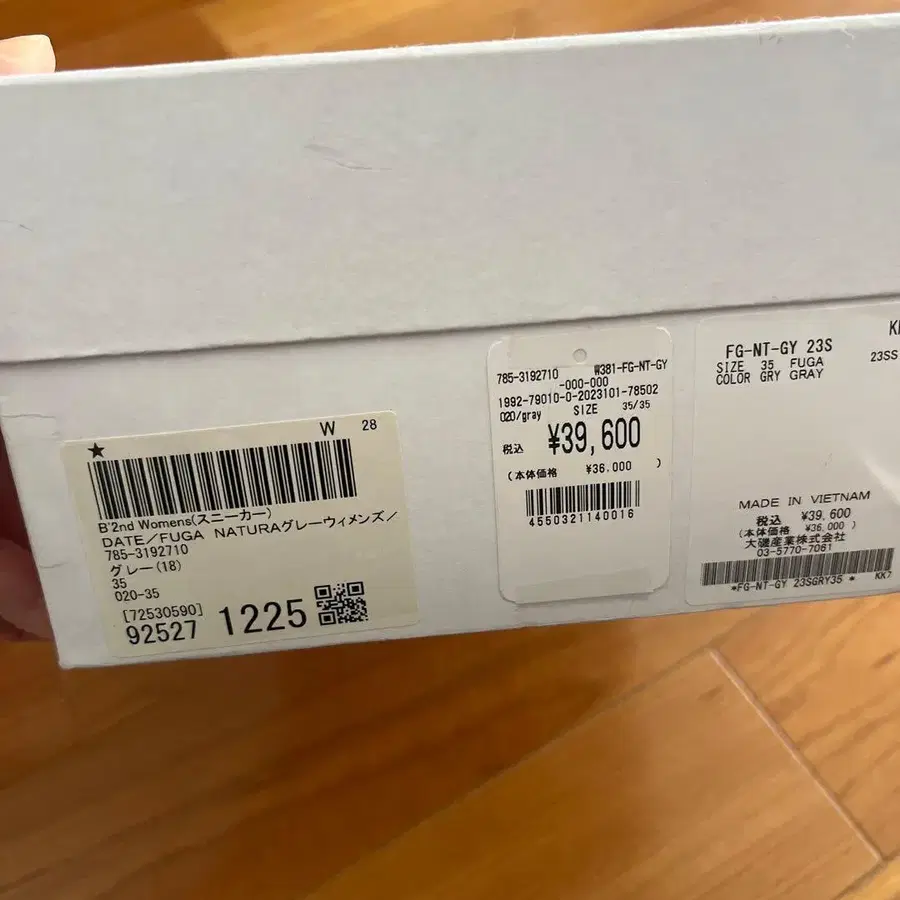 ★ W 28
B'2nd Womens(スニーカー)
DATE/FUGA NATURAグレーウィメンズ/
785-3192710
グレー(18)
35
020-35
[72530590]
92527 1225
785-3192710 W381-FG-NT-GY
-000-000
1992-79010-0-2023101-78502
020/gray SIZE 35/35
税込 ¥39,600
(本体価格 ¥36.000 )
4550321140016
FG-NT-GY 23S
SIZE 35 FUGA 23SS
COLOR GRY GRAY
MADE IN VIETNAM
税込 ¥39,600
(本体価格 ¥36,000 )
大磯産業株式会社
03-5770-7061
*FG-NT-GY 23SGRY35 * KK7